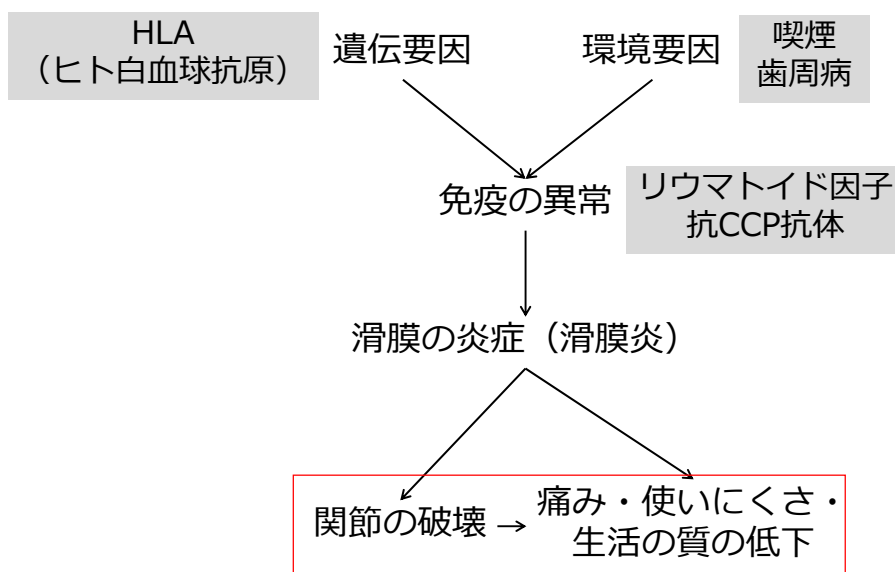 HLA
（ヒト白血球抗原）
遺伝要因
環境要因
喫煙
歯周病
免疫の異常
リウマトイド因子
抗CCP抗体
滑膜の炎症（滑膜炎）
関節の破壊 →
痛み・使いにくさ・
生活の質の低下